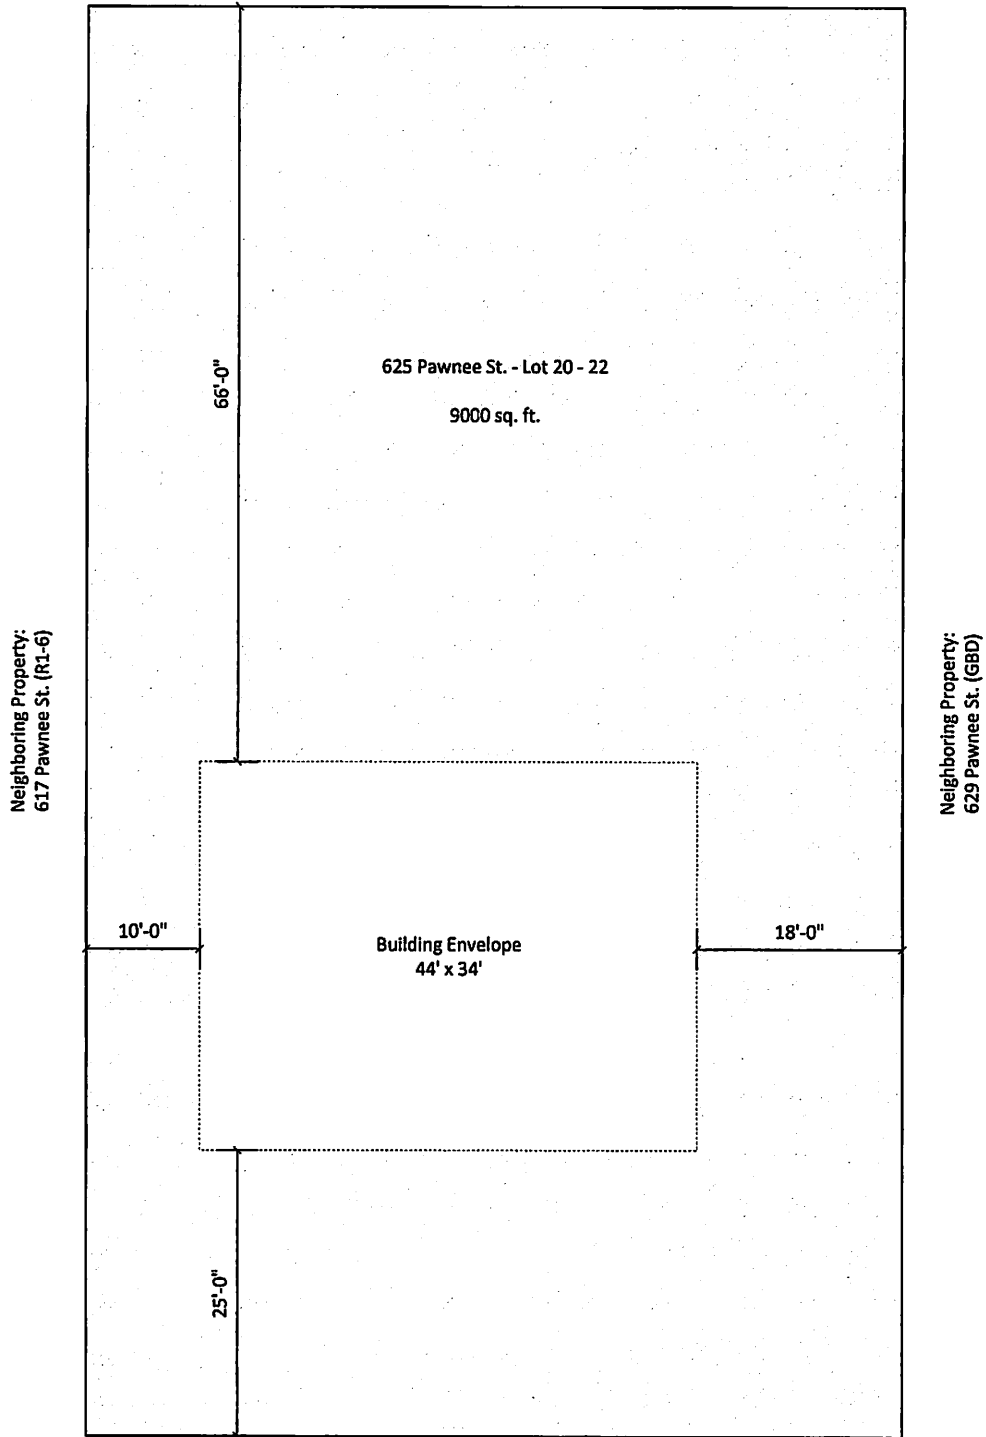 66'-0"
625 Pawnee St. - Lot 20 - 22
9000 sq. ft.
Neighboring Property:
617 Pawnee St. (R1-6)
Neighboring Property:
629 Pawnee St. (GBD)
10'-0"
Building Envelope
44' x 34'
18'-0"
25'-0"